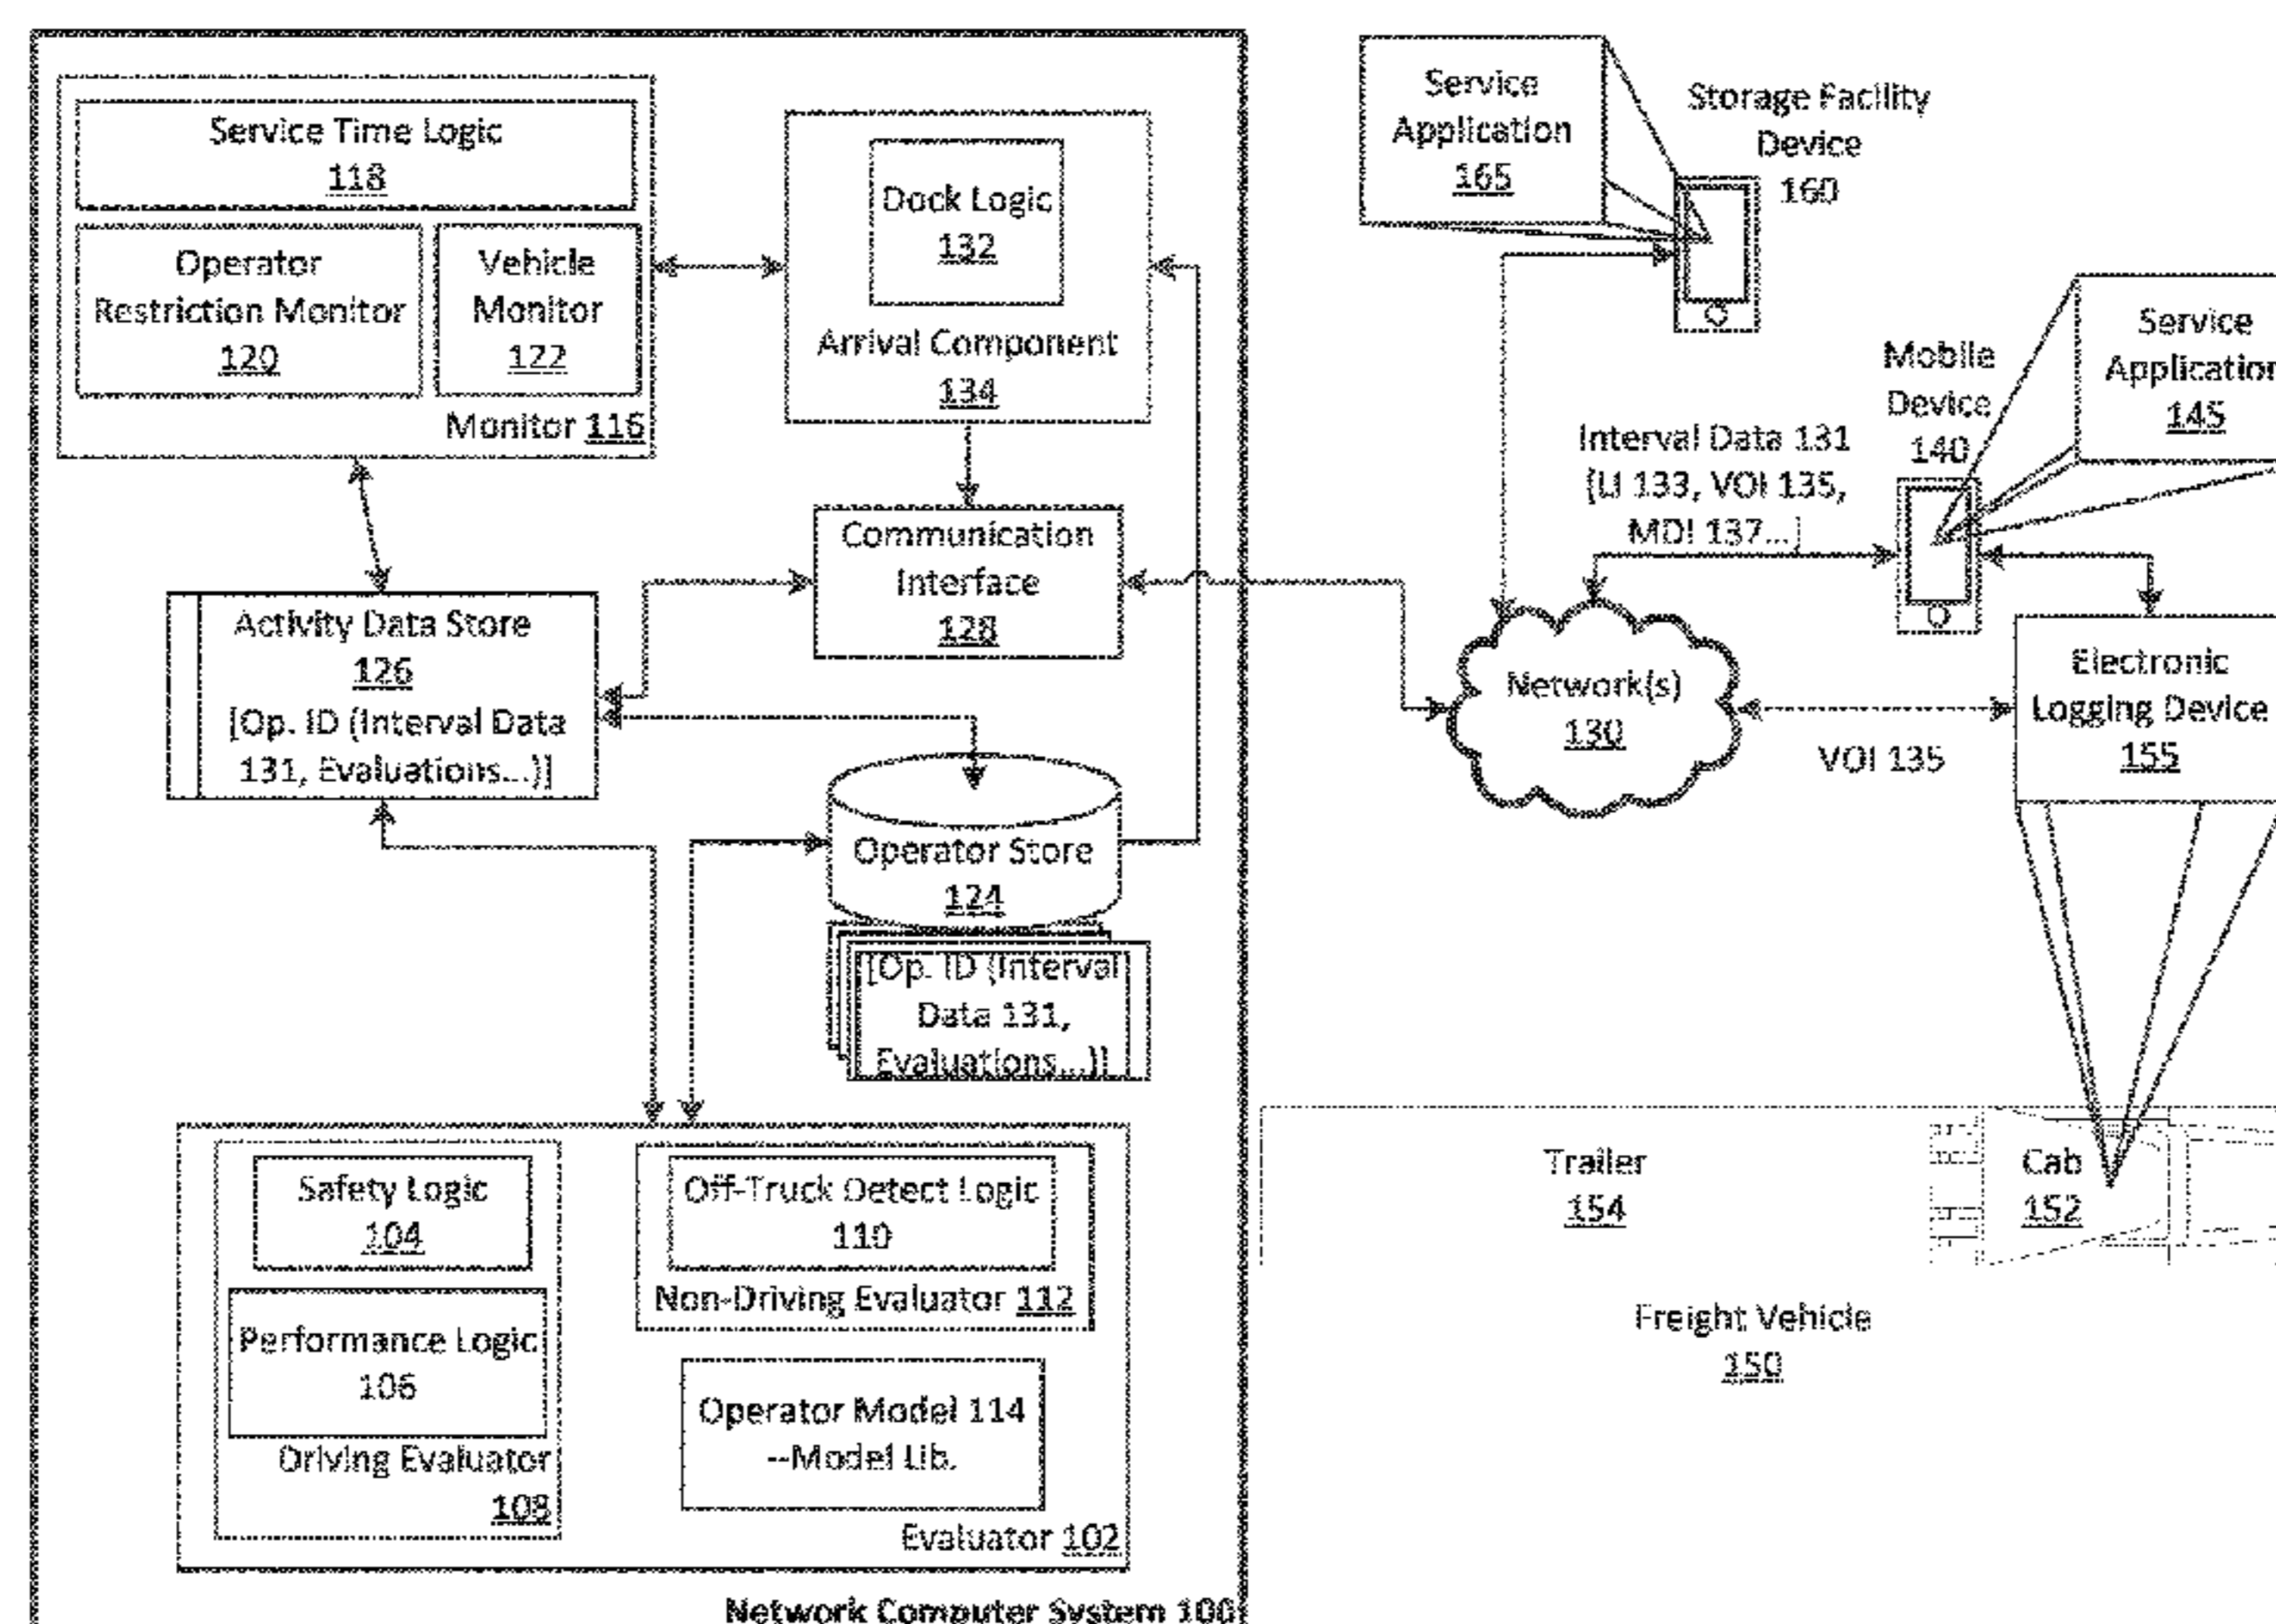 Service Time Logic
118
Operator
Restriction Monitor
120
Vehicle
Monitor
122
Monitor 116
Dock Logic
132
Arrival Component
134
Communication
Interface
128
Activity Data Store
126
[Op. ID (Interval Data
131, Evaluations...)]
Operator Store
124
[Op. ID (Interval
Data 131,
Evaluations...)]
Safety Logic
104
Performance Logic
106
Driving Evaluator
108
Off-Truck Detect Logic
110
Non-Driving Evaluator 112
Operator Model 114
--Model Lib.
Evaluator 102
Network Computer System 100
Service
Application
165
Storage Facility
Device
160
Mobile
Device
140
Service
Application
145
Interval Data 131
[LI 133, VOI 135,
MDI 137...]
Network(s)
130
VOI 135
Electronic
Logging Device
155
Trailer
154
Cab
152
Freight Vehicle
150